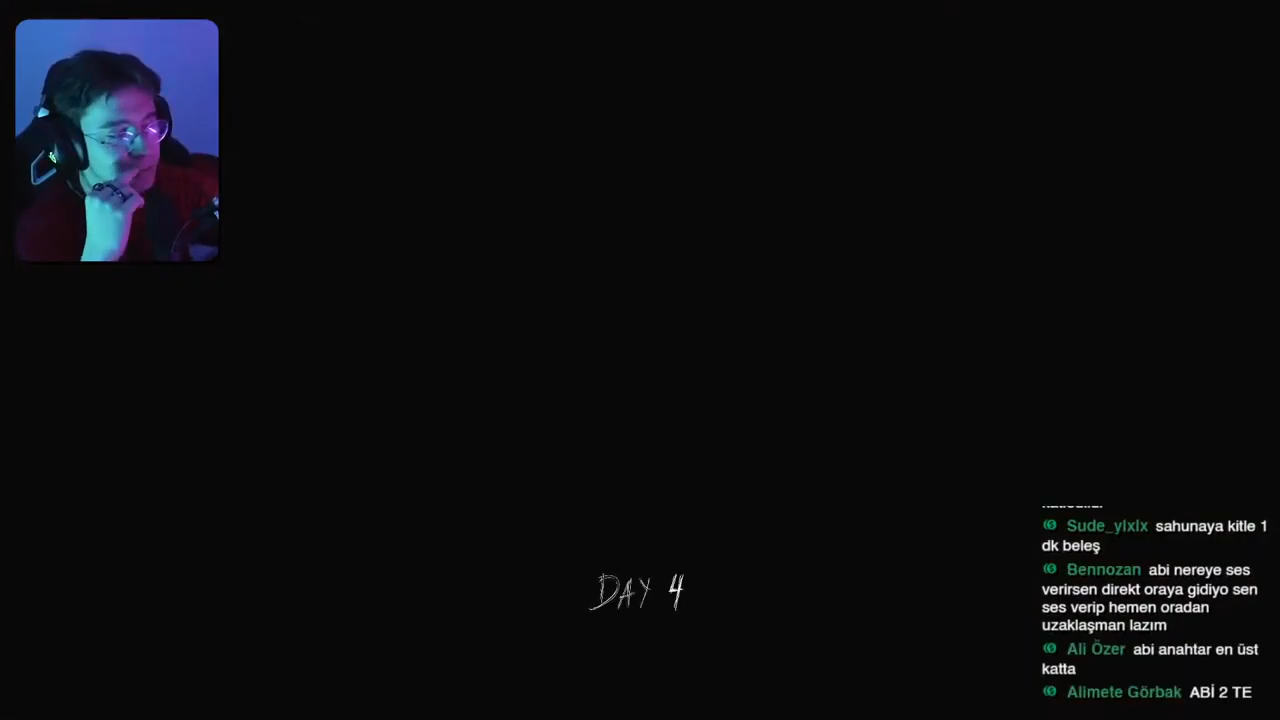 DAY 4
Sude_ylxlx sahunaya kitle 1
dk beleş
Bennozan abi nereye ses
verirsen direkt oraya gidiyo sen
ses verip hemen oradan
uzaklaşman lazım
Ali Özer abi anahtar en üst
katta
Alimete Görbak ABİ 2 TE